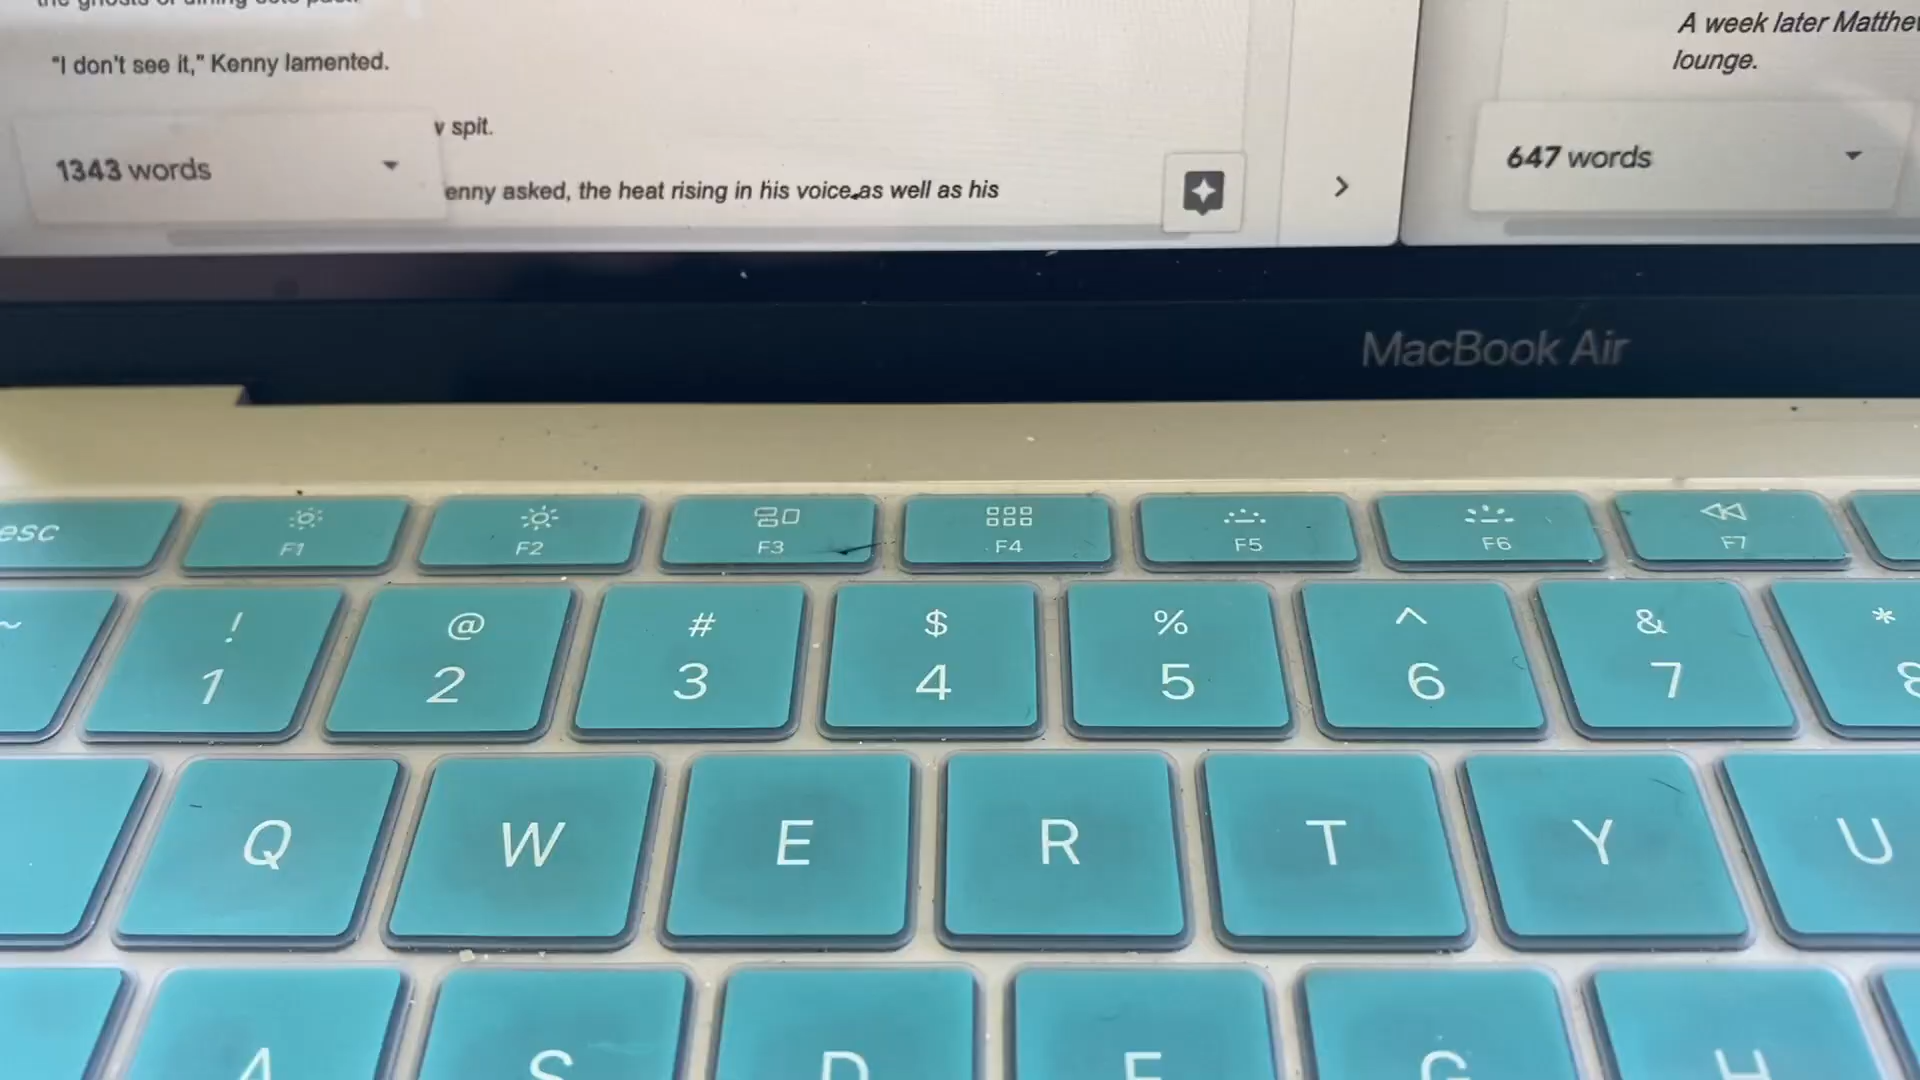 "I don't see it," Kenny lamented.
spit.
1343 words
enny asked, the heat rising in his voice as well as his
A week later Matthe
lounge.
647 words
MacBook Air
esc
F1
F2
F3
F4
F5
F6
F7
~
! 1
@ 2
# 3
$ 4
% 5
^ 6
& 7
* 8
Q
W
E
R
T
Y
U
A
S
D
F
G
H